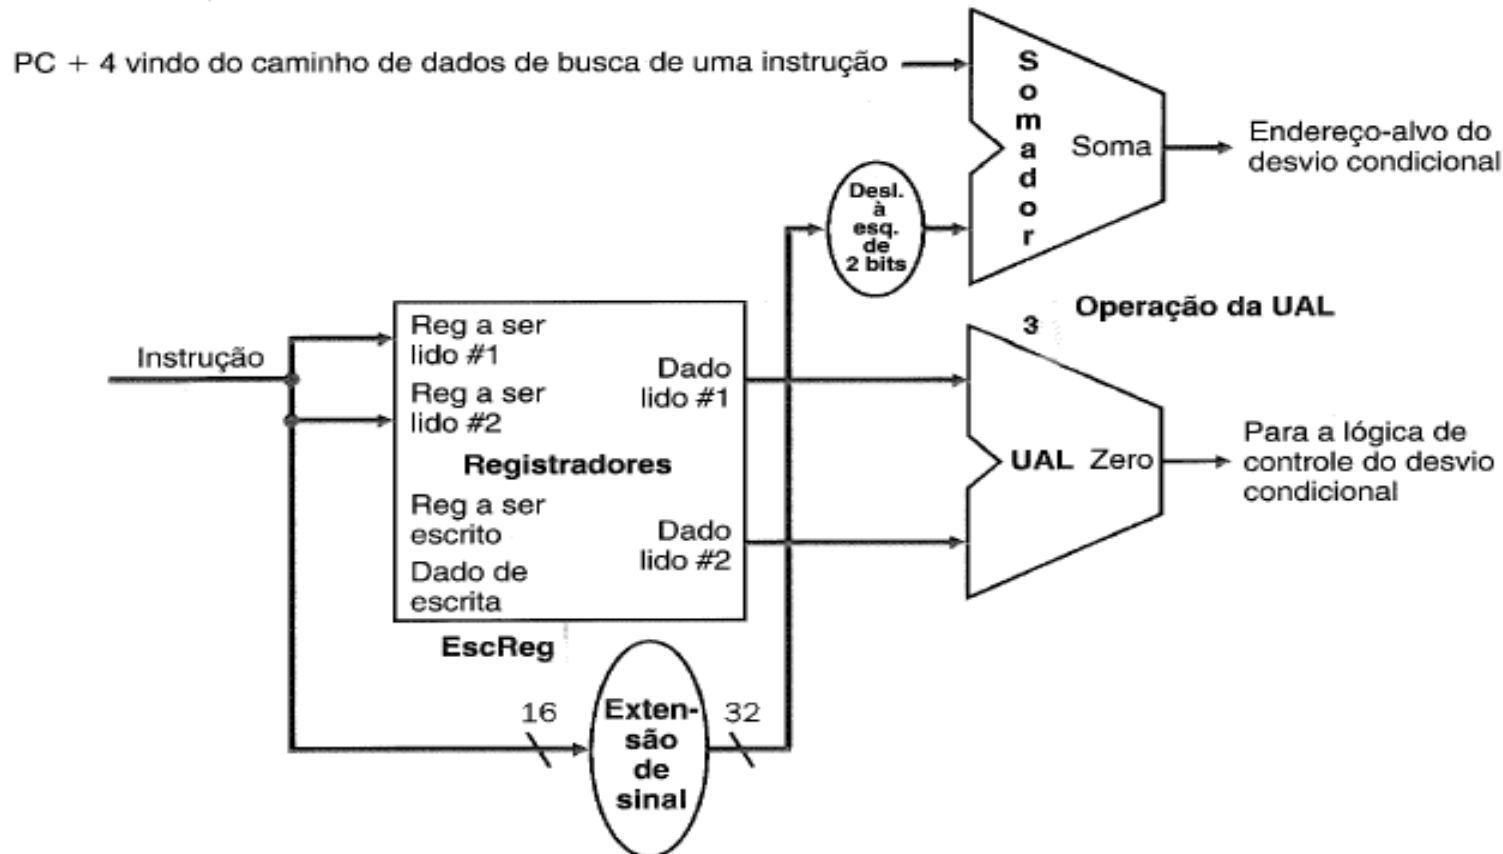 PC + 4 vindo do caminho de dados de busca de uma instrução
S
o
m
a
d
o
r
Soma
Endereço-alvo do
desvio condicional
Desl.
à
esq.
de
2 bits
Operação da UAL
3
Instrução
Reg a ser
lido #1
Reg a ser
lido #2
Dado
lido #1
Registradores
Reg a ser
escrito
Dado de
escrita
Dado
lido #2
UAL Zero
Para a lógica de
controle do desvio
condicional
EscReg
16
Exten-
são
de
sinal
32